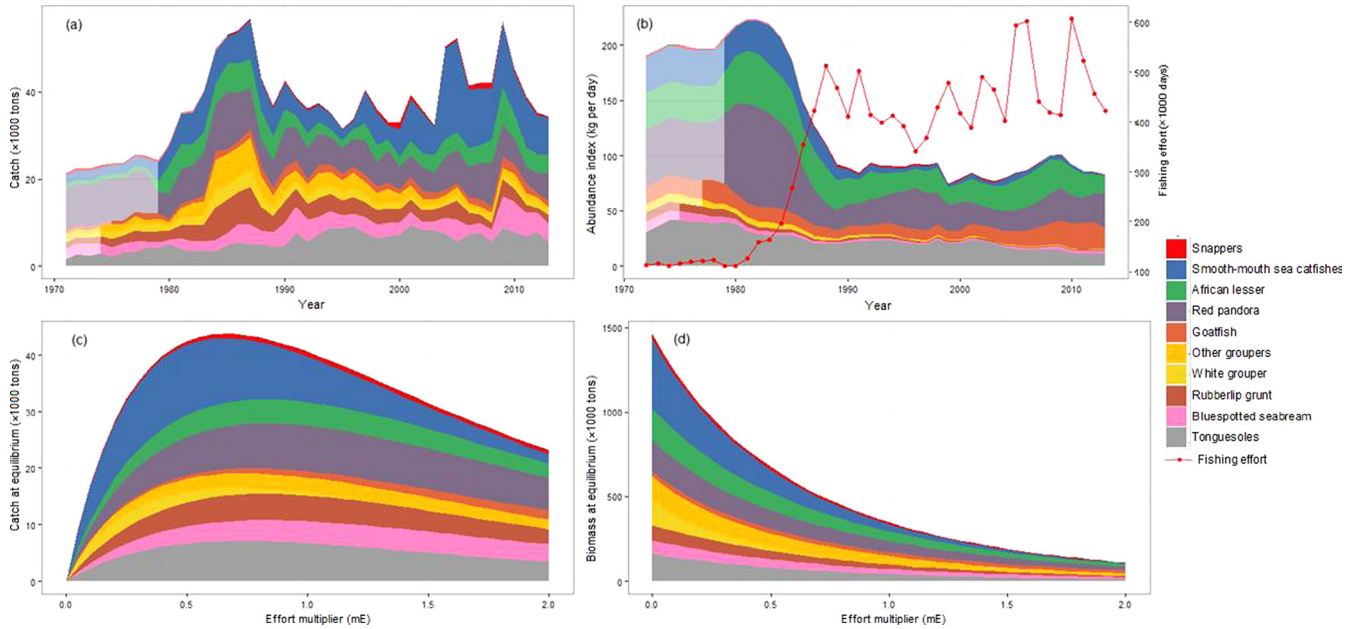 (a)
Catch (×1000 tons)
40
20
0
1970
1980
1990
2000
2010
Year
(b)
Abundance index (kg per day)
200
150
100
50
0
1970
1980
1990
2000
2010
Year
600
500
400
300
200
100
Fishing effort(×1000 days)
(c)
Catch at equilibrium (×1000 tons)
40
30
20
10
0
0.0
0.5
1.0
1.5
2.0
Effort multiplier (mE)
(d)
Biomass at equilibrium (×1000 tons)
1500
1000
500
0
0.0
0.5
1.0
1.5
2.0
Effort multiplier (mE)
Snappers
Smooth-mouth sea catfishes
African lesser
Red pandora
Goatfish
Other groupers
White grouper
Rubberlip grunt
Bluespotted seabream
Tonguesoles
Fishing effort